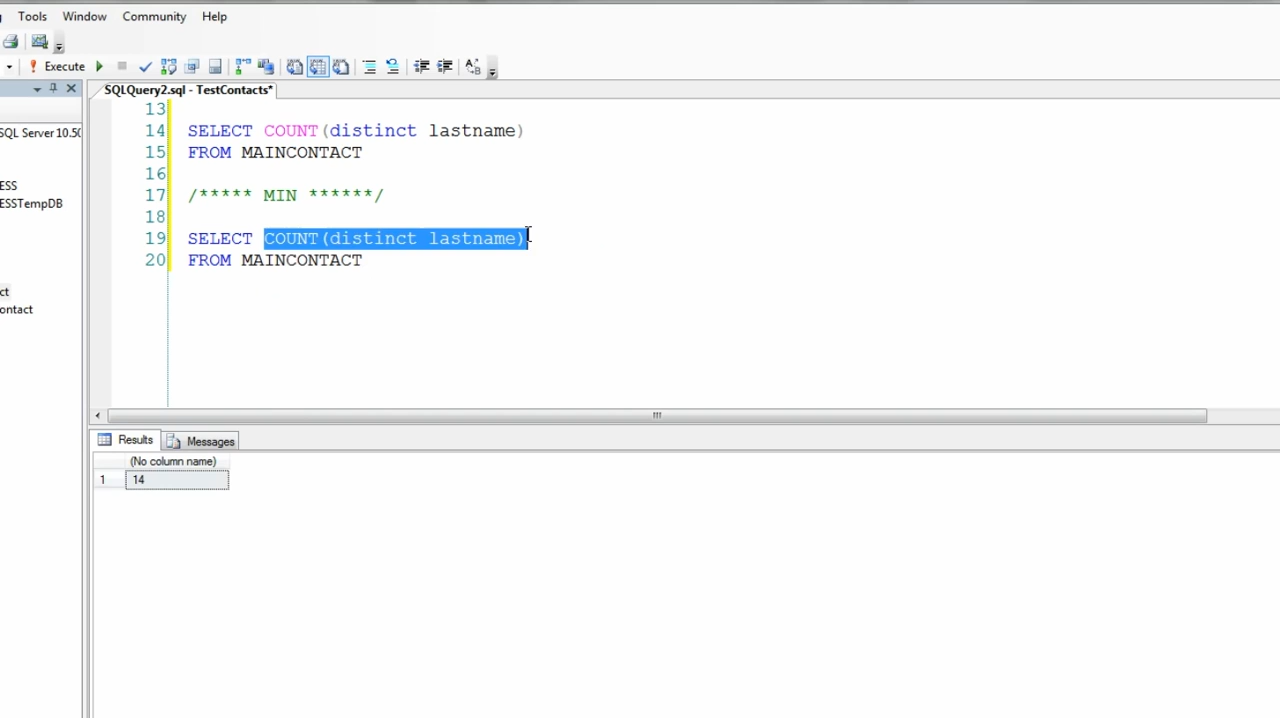 Tools Window Community Help
Execute
SQLQuery2.sql - TestContacts*
SQL Server 10.50
ESS
ESSTempDB
ct
ontact
13
14 SELECT COUNT(distinct lastname)
15 FROM MAINCONTACT
16
17 /***** MIN ******/
18
19 SELECT COUNT(distinct lastname)
20 FROM MAINCONTACT
Results Messages
(No column name)
1 14